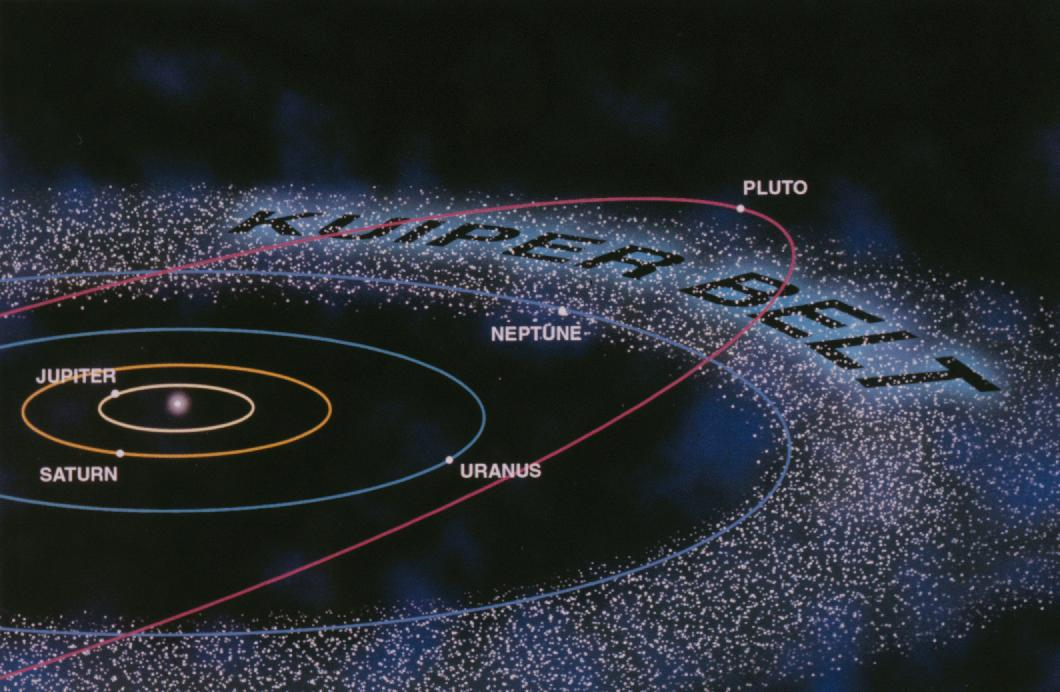 PLUTO
KUIPER BELT
NEPTUNE
JUPITER
SATURN
URANUS